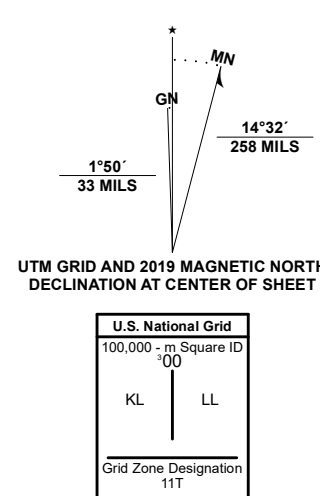 ★
MN
GN
14°32´
258 MILS
1°50´
33 MILS
UTM GRID AND 2019 MAGNETIC NORTH
DECLINATION AT CENTER OF SHEET
U.S. National Grid
100,000 - m Square ID
³00
KL LL
Grid Zone Designation
11T